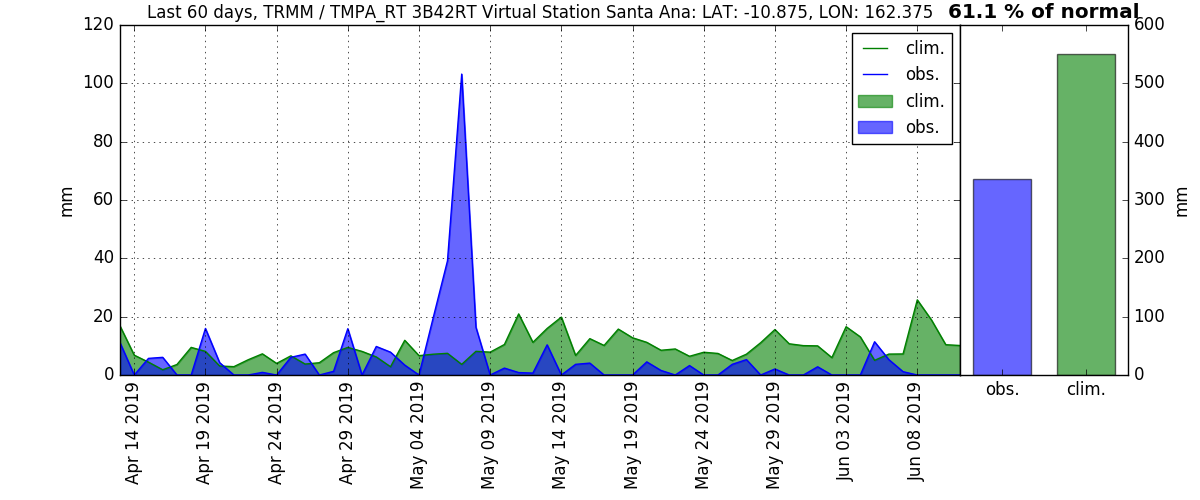 Last 60 days, TRMM / TMPA_RT 3B42RT Virtual Station Santa Ana: LAT: -10.875, LON: 162.375 61.1 % of normal
120
100
80
60
40
20
0
mm
clim.
obs.
clim.
obs.
600
500
400
300
200
100
0
mm
obs.
clim.
Apr 14 2019
Apr 19 2019
Apr 24 2019
Apr 29 2019
May 04 2019
May 09 2019
May 14 2019
May 19 2019
May 24 2019
May 29 2019
Jun 03 2019
Jun 08 2019